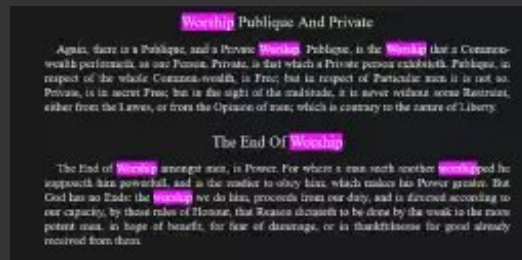 Worship Publique And Private
Again, there is a Publique, and a Private Worship. Publique, is the Worship that a Common-
wealth performeth, as one Person. Private, is that which a Private person exhibiteth. Publique, in
respect of the whole Common-wealth, is Free; but in respect of Particular men it is not so.
Private, is in secret Free; but in the sight of the multitude, it is never without some Restraint,
either from the Lawes, or from the Opinion of men; which is contrary to the nature of Liberty.
The End Of Worship
The End of Worship amongst men, is Power. For where a man seeth another worshipped he
supposeth him powerfull, and is the readier to obey him; which makes his Power greater. But
God has no Ends: the worship we do him, proceeds from our duty, and is directed according to
our capacity, by those rules of Honour, that Reason dictateth to be done by the weak to the more
potent men, in hope of benefit, for fear of dammage, or in thankfulnesse for good already
received from them.